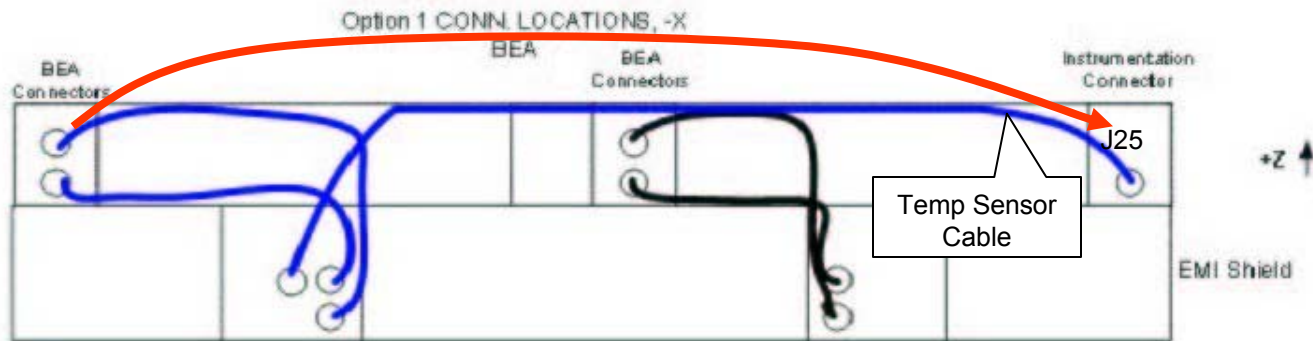 Option 1 CONN. LOCATIONS, -X
BEA
BEA
Connectors
BEA
Connectors
Instrumentation
Connector
J25
+Z
Temp Sensor
Cable
EMI Shield